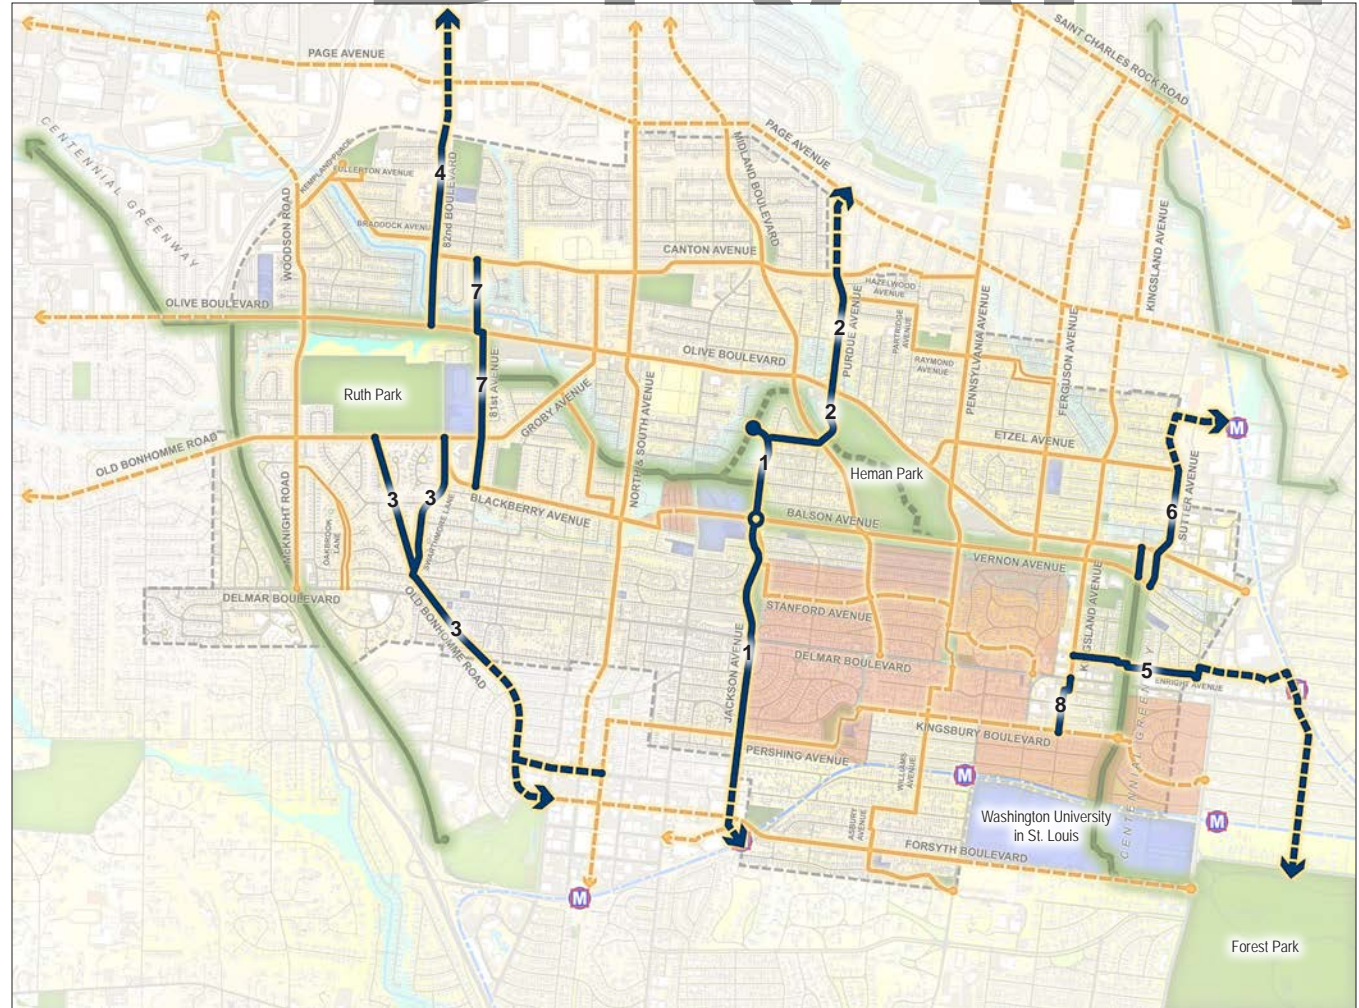 SAINT CHARLES ROCK ROAD
PAGE AVENUE
CENTENNIAL GREENWAY
PAGE AVENUE
MIDLAND BOULEVARD
KEMPLAND PLACE
FULLERTON AVENUE
4
82nd BOULEVARD
WOODSON ROAD
BRADDOCK AVENUE
CANTON AVENUE
KINGSLAND AVENUE
HAZELWOOD
AVENUE
7
OLIVE BOULEVARD
2
PURDUE AVENUE
PARTRIDGE
AVENUE
PENNSYLVANIA AVENUE
FERGUSON AVENUE
OLIVE BOULEVARD
RAYMOND
AVENUE
Ruth Park
7
81st AVENUE
GROBY AVENUE
NORTH & SOUTH AVENUE
2
M
OLD BONHOMME ROAD
ETZEL AVENUE
1
Heman Park
3
3
MCKNIGHT ROAD
OAKBROOK
LANE
SWARTHMORE LANE
BLACKBERRY AVENUE
BALSON AVENUE
6
SUTTER AVENUE
VERNON AVENUE
DELMAR BOULEVARD
OLD BONHOMME ROAD
3
STANFORD AVENUE
KINGSLAND AVENUE
JACKSON AVENUE
1
DELMAR BOULEVARD
5
ENRIGHT AVENUE
M
8
KINGSBURY BOULEVARD
PERSHING AVENUE
WILLIAMS
AVENUE
M
CENTENNIAL GREENWAY
Washington University
in St. Louis
M
ASBURY
AVENUE
FORSYTH BOULEVARD
M
Forest Park